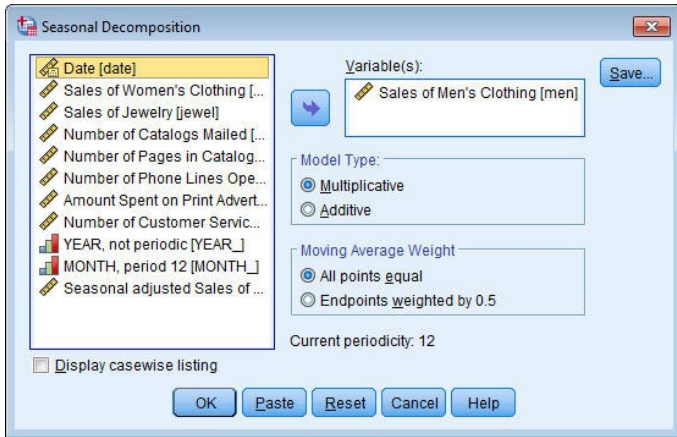 Seasonal Decomposition
Date [date]
Sales of Women's Clothing [...
Sales of Jewelry [jewel]
Number of Catalogs Mailed [...
Number of Pages in Catalog...
Number of Phone Lines Ope...
Amount Spent on Print Advert...
Number of Customer Servic...
YEAR, not periodic [YEAR_]
MONTH, period 12 [MONTH_]
Seasonal adjusted Sales of ...
Display casewise listing
Variable(s):
Sales of Men's Clothing [men]
Save...
Model Type:
Multiplicative
Additive
Moving Average Weight
All points equal
Endpoints weighted by 0.5
Current periodicity: 12
OK Paste Reset Cancel Help